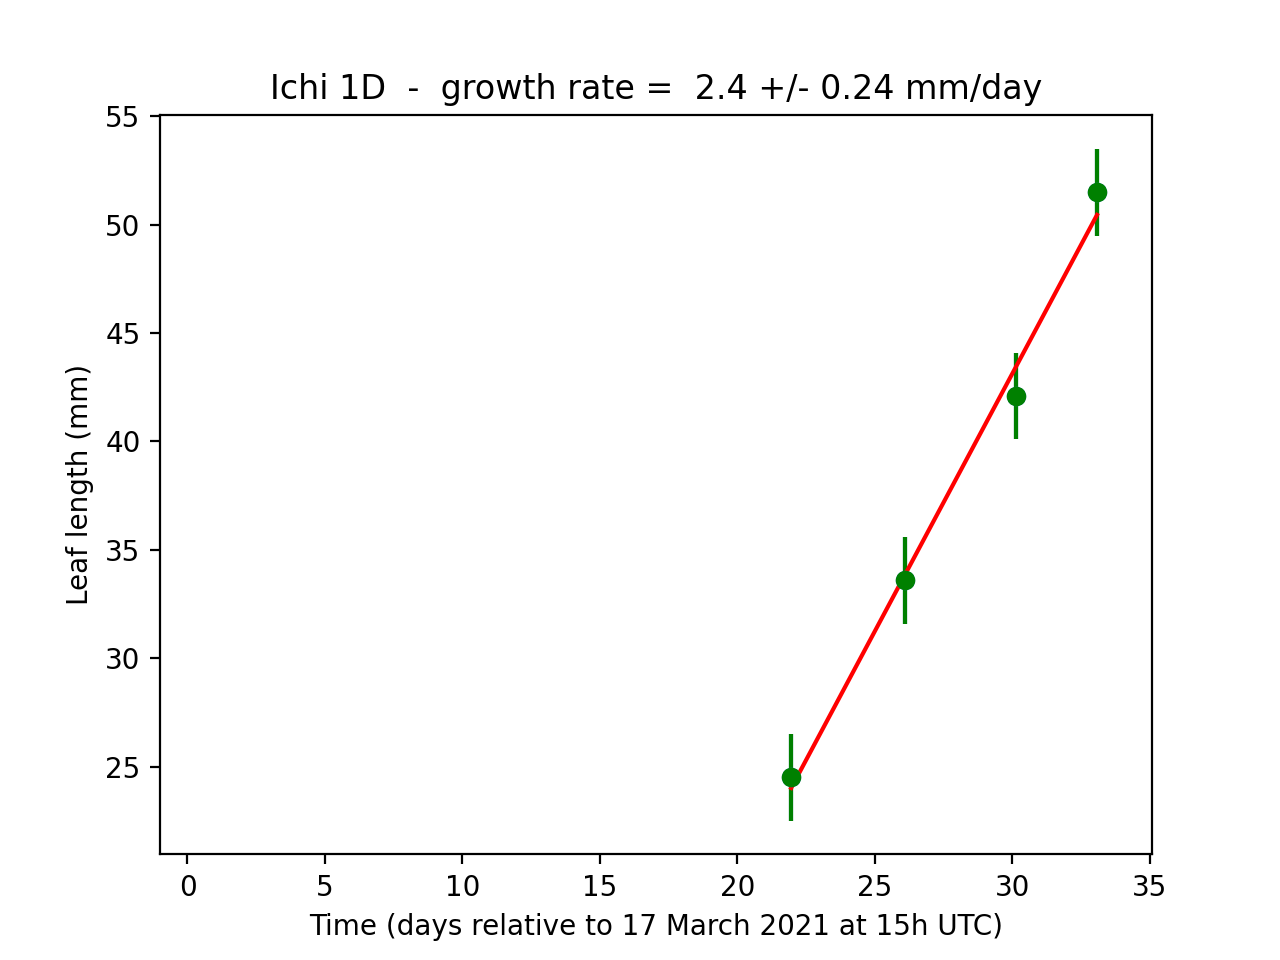 Ichi 1D - growth rate = 2.4 +/- 0.24 mm/day
55
50
45
40
35
30
25
Leaf length (mm)
0 5 10 15 20 25 30 35
Time (days relative to 17 March 2021 at 15h UTC)